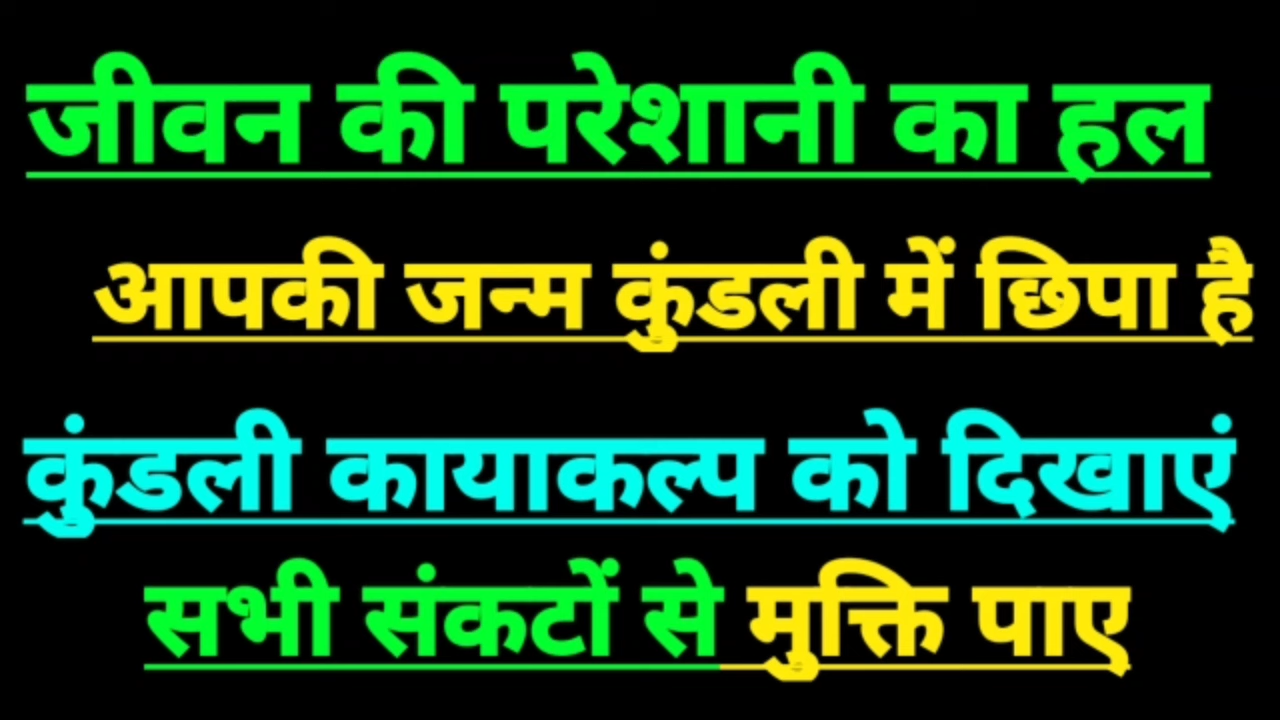 जीवन की परेशानी का हल
आपकी जन्म कुंडली में छिपा है
कुंडली कायाकल्प को दिखाएं
सभी संकटों से मुक्ति पाए